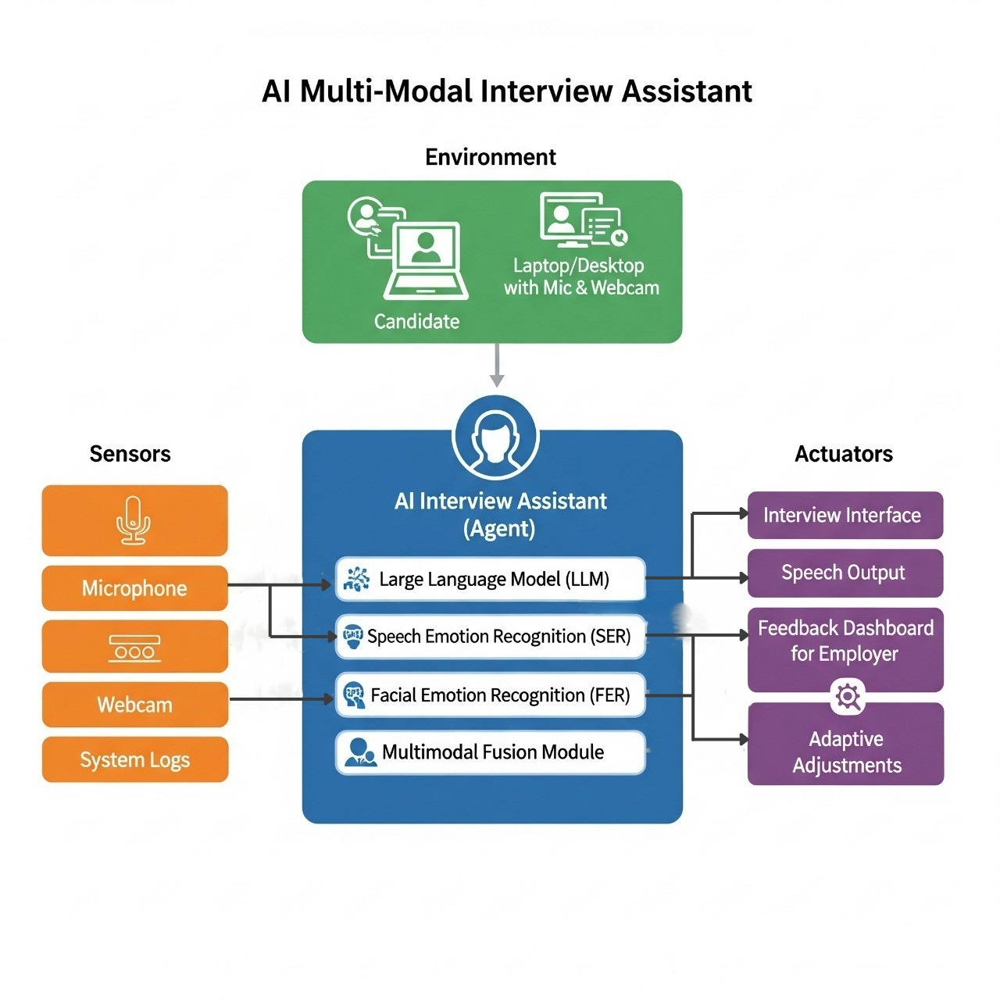 AI Multi-Modal Interview Assistant
Environment
Candidate
Laptop/Desktop
with Mic & Webcam
Sensors
Microphone
Webcam
System Logs
AI Interview Assistant
(Agent)
Large Language Model (LLM)
Speech Emotion Recognition (SER)
Facial Emotion Recognition (FER)
Multimodal Fusion Module
Actuators
Interview Interface
Speech Output
Feedback Dashboard
for Employer
Adaptive
Adjustments